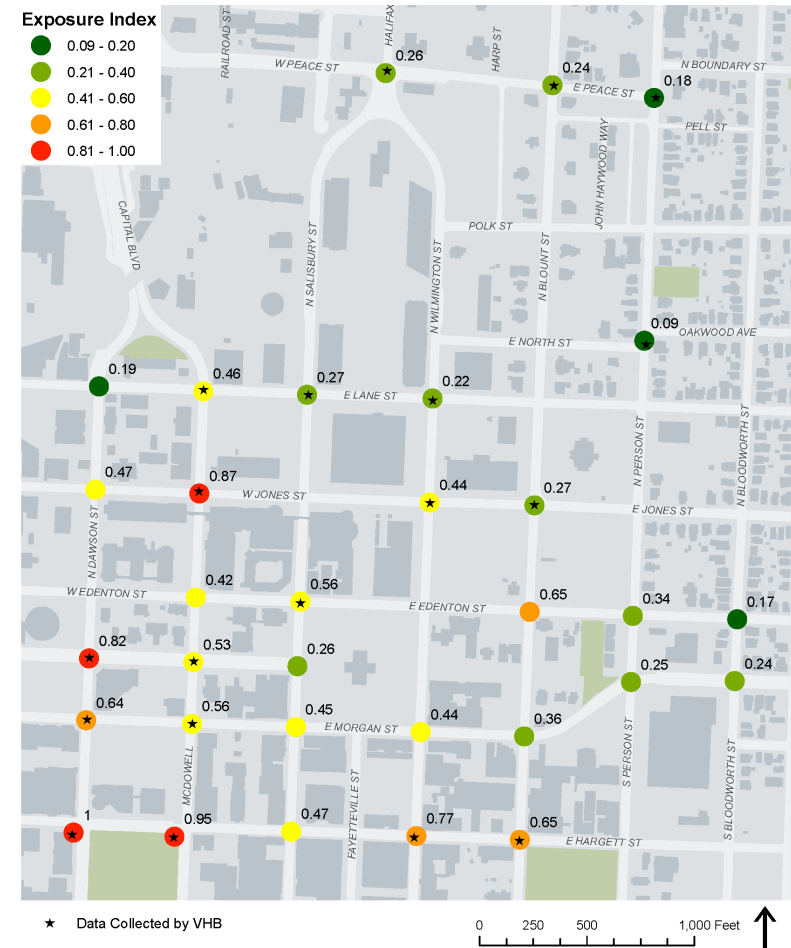 Exposure Index
0.09 - 0.20
0.21 - 0.40
0.41 - 0.60
0.61 - 0.80
0.81 - 1.00
RAILROAD ST
HALIFAX
HARP ST
W PEACE ST
0.26
0.24
E PEACE ST
0.18
N BOUNDARY ST
PELL ST
JOHN HAYWOOD WAY
CAPITAL BLVD
N SALISBURY ST
N WILMINGTON ST
POLK ST
N BLOUNT ST
0.09
OAKWOOD AVE
E NORTH ST
0.19
0.46
0.27
E LANE ST
0.22
N PERSON ST
N BLOODWORTH ST
0.47
0.87
W JONES ST
0.44
0.27
E JONES ST
N DAWSON ST
W EDENTON ST
0.42
0.56
E EDENTON ST
0.65
0.34
0.17
0.82
0.53
0.26
0.25
0.24
0.64
0.56
0.45
E MORGAN ST
0.44
0.36
MCDOWELL
FAYETTEVILLE ST
S PERSON ST
S BLOODWORTH ST
1
0.95
0.47
0.77
0.65
E HARGETT ST
Data Collected by VHB
0 250 500 1,000 Feet